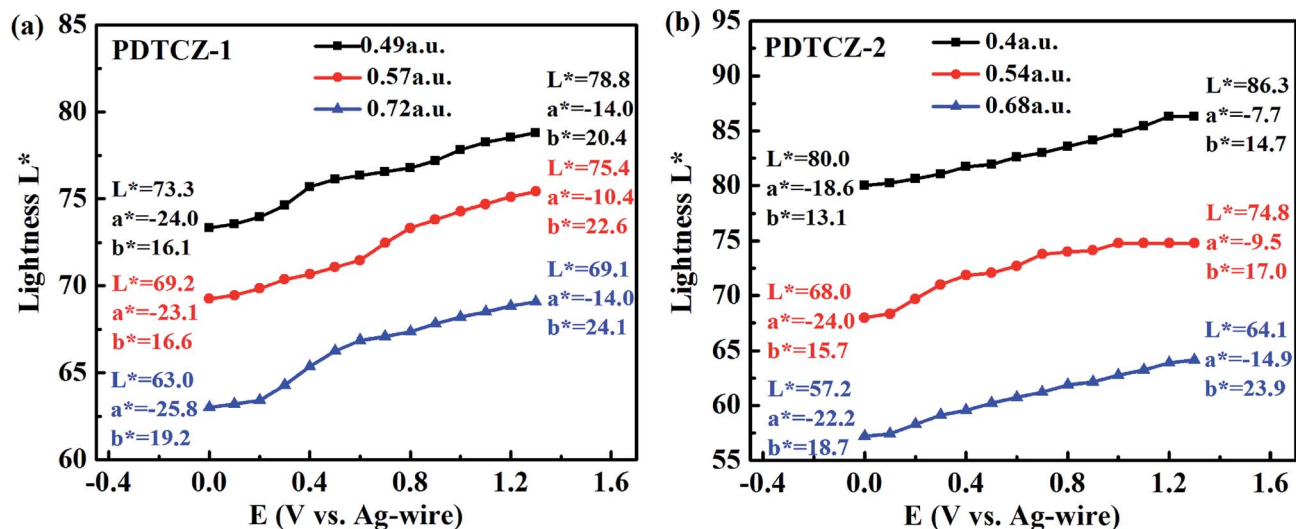 (a)
PDTCZ-1
0.49a.u.
0.57a.u.
0.72a.u.
L*=78.8
a*=-14.0
b*=20.4
L*=75.4
a*=-10.4
b*=22.6
L*=69.1
a*=-14.0
b*=24.1
L*=73.3
a*=-24.0
b*=16.1
L*=69.2
a*=-23.1
b*=16.6
L*=63.0
a*=-25.8
b*=19.2
Lightness L*
85
80
75
70
65
60
-0.4 0.0 0.4 0.8 1.2 1.6
E (V vs. Ag-wire)
(b)
PDTCZ-2
0.4a.u.
0.54a.u.
0.68a.u.
L*=86.3
a*=-7.7
b*=14.7
L*=74.8
a*=-9.5
b*=17.0
L*=64.1
a*=-14.9
b*=23.9
L*=80.0
a*=-18.6
b*=13.1
L*=68.0
a*=-24.0
b*=15.7
L*=57.2
a*=-22.2
b*=18.7
Lightness L*
95
90
85
80
75
70
65
60
55
-0.4 0.0 0.4 0.8 1.2 1.6
E (V vs. Ag-wire)